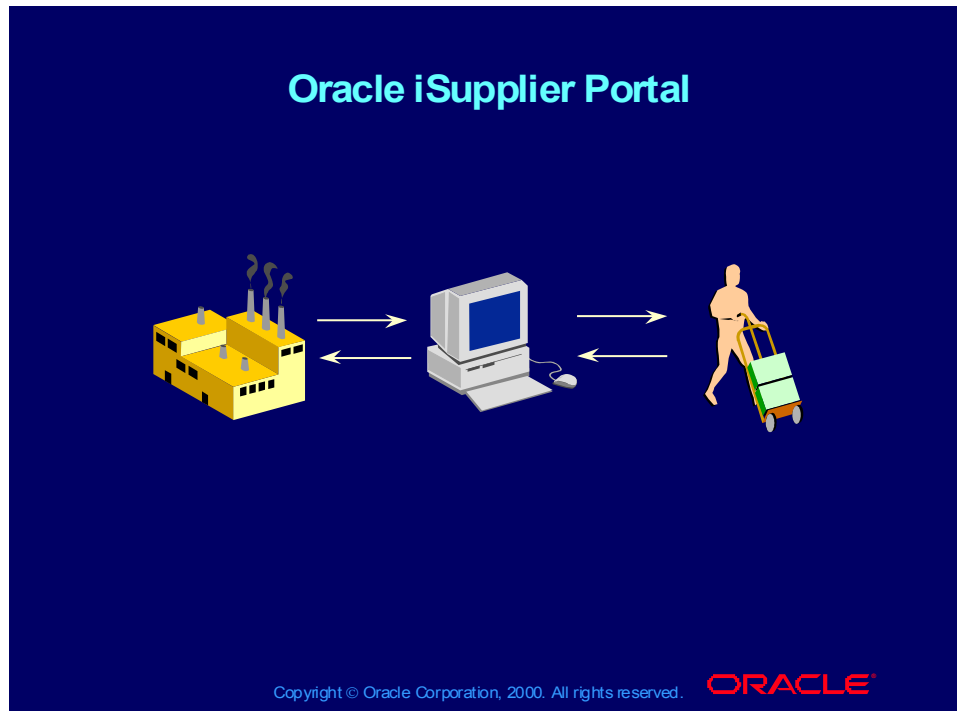 Oracle iSupplier Portal
Copyright © Oracle Corporation, 2000. All rights reserved.
ORACLE®